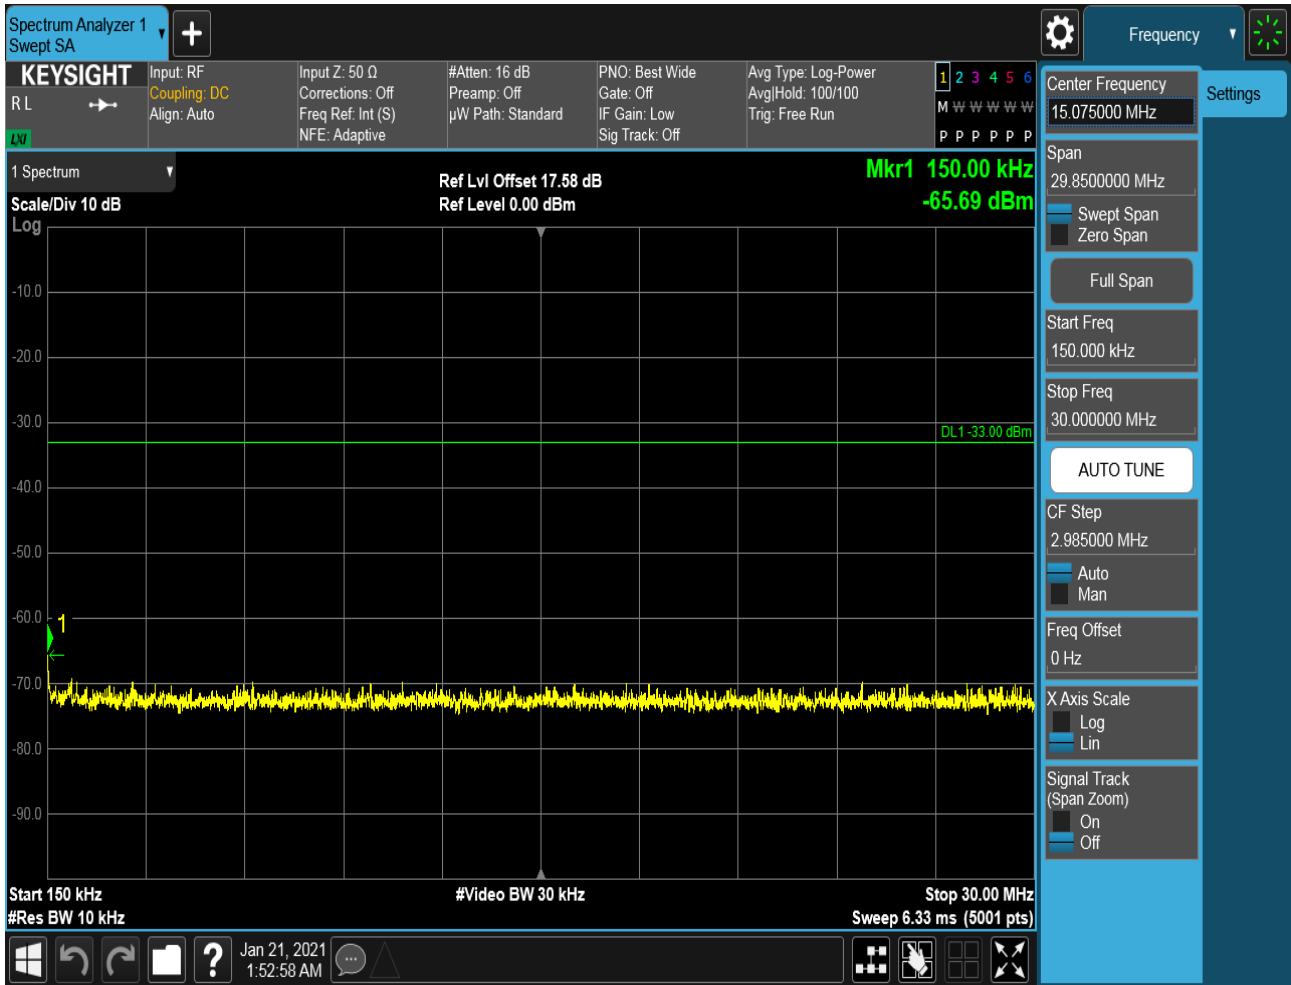 Spectrum Analyzer 1
Swept SA
+
Frequency
KEYSIGHT
R L
LXI
Input: RF
Coupling: DC
Align: Auto
Input Z: 50 Ω
Corrections: Off
Freq Ref: Int (S)
NFE: Adaptive
#Atten: 16 dB
Preamp: Off
µW Path: Standard
PNO: Best Wide
Gate: Off
IF Gain: Low
Sig Track: Off
Avg Type: Log-Power
Avg|Hold: 100/100
Trig: Free Run
1 2 3 4 5 6
M W W W W W
P P P P P P
1 Spectrum
Scale/Div 10 dB
Log
Ref Lvl Offset 17.58 dB
Ref Level 0.00 dBm
Mkr1 150.00 kHz
-65.69 dBm
-10.0
-20.0
-30.0
DL1 -33.00 dBm
-40.0
-50.0
-60.0
1
-70.0
-80.0
-90.0
Start 150 kHz
#Video BW 30 kHz
Stop 30.00 MHz
#Res BW 10 kHz
Sweep 6.33 ms (5001 pts)
?
Jan 21, 2021
1:52:58 AM
Center Frequency
15.075000 MHz
Settings
Span
29.8500000 MHz
Swept Span
Zero Span
Full Span
Start Freq
150.000 kHz
Stop Freq
30.000000 MHz
AUTO TUNE
CF Step
2.985000 MHz
Auto
Man
Freq Offset
0 Hz
X Axis Scale
Log
Lin
Signal Track
(Span Zoom)
On
Off